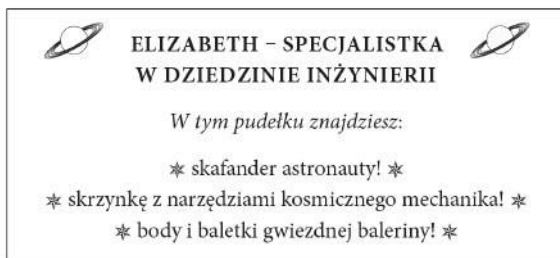 ELIZABETH – SPECJALISTKA
W DZIEDZINIE INŻYNIERII
W tym pudełku znajdziesz:
✴ skafander astronauty! ✴
✴ skrzynkę z narzędziami kosmicznego mechanika! ✴
✴ body i baletki gwiezdnej baleriny! ✴